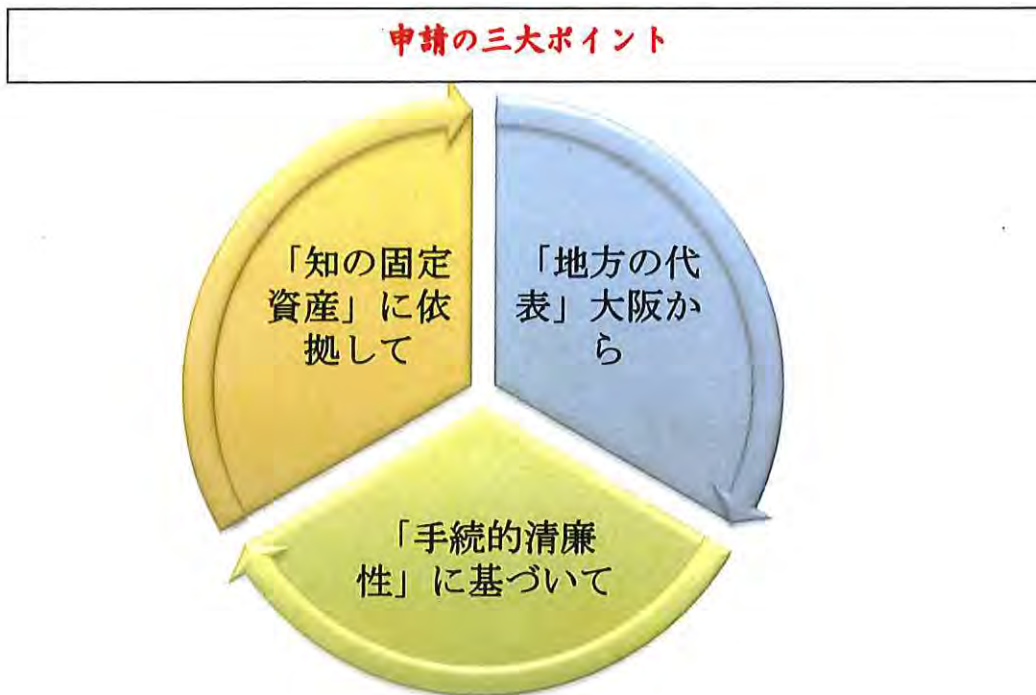 申請の三大ポイント
「地方の代
表」大阪か
ら
「手続的清廉
性」に基づいて
「知の固定
資産」に依
拠して